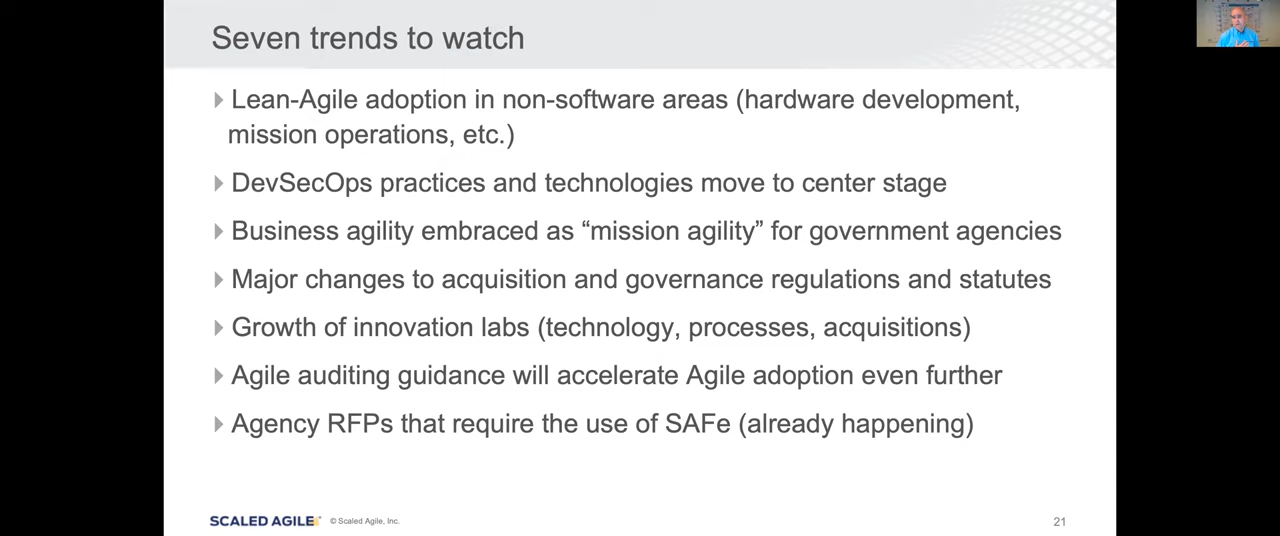 Seven trends to watch
Lean-Agile adoption in non-software areas (hardware development,
mission operations, etc.)
DevSecOps practices and technologies move to center stage
Business agility embraced as “mission agility” for government agencies
Major changes to acquisition and governance regulations and statutes
Growth of innovation labs (technology, processes, acquisitions)
Agile auditing guidance will accelerate Agile adoption even further
Agency RFPs that require the use of SAFe (already happening)
SCALED AGILE © Scaled Agile, Inc.
21